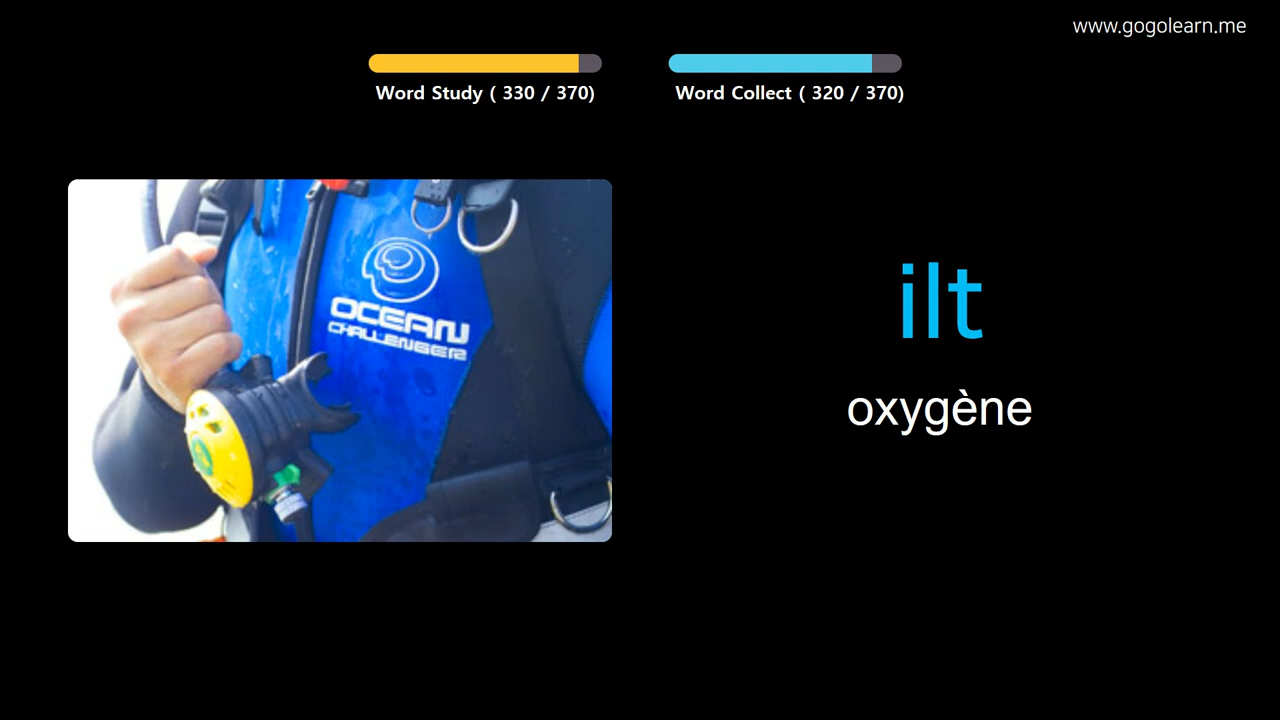 www.gogolearn.me
Word Study ( 330 / 370)
Word Collect ( 320 / 370)
OCEAN
CHALLENGER
ilt
oxygène